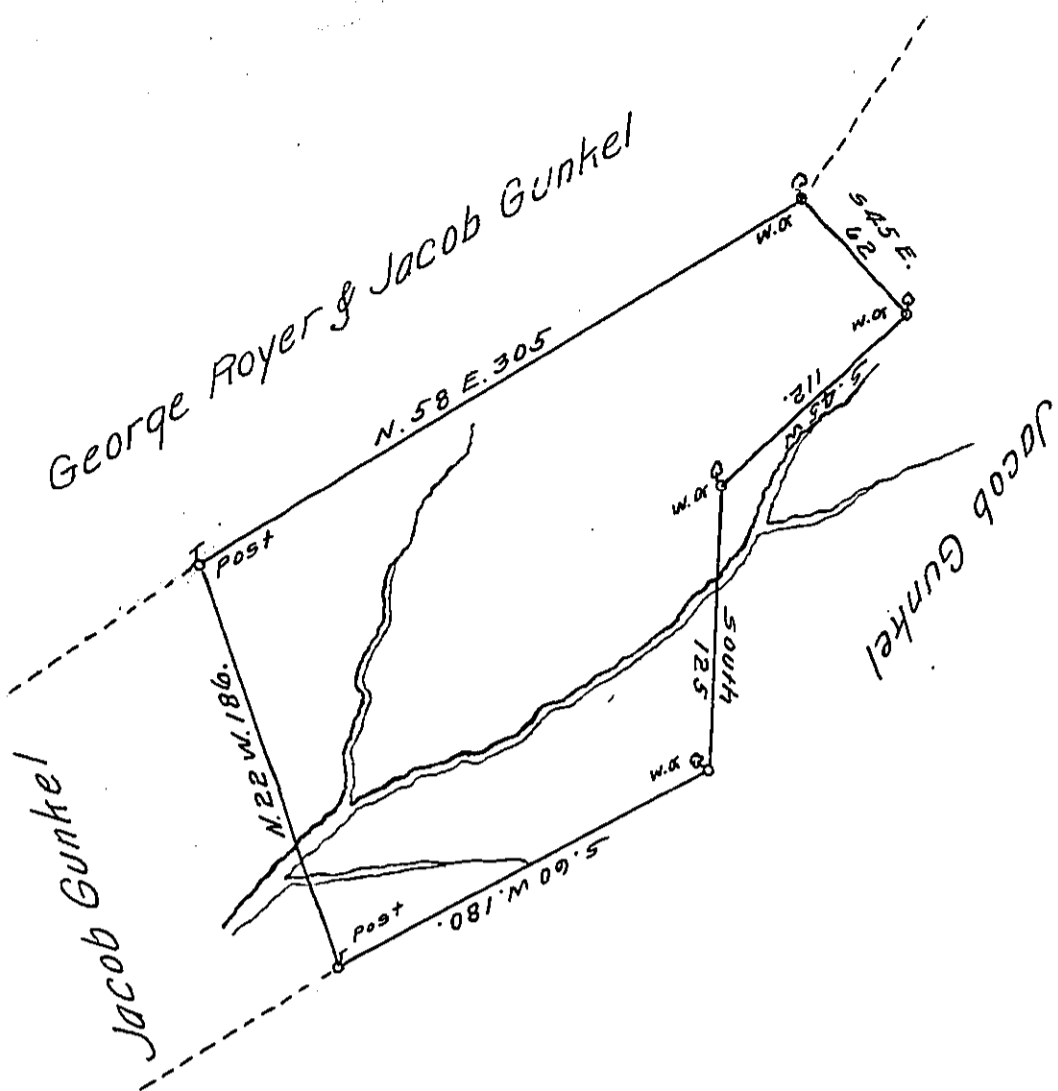 George Royer & Jacob Gunkel
N. 58 E. 305
w.o
S 45 E.
62
w.o
S. 45 W
112.
w.o
South
125
w.o
S. 60 W. 180.
Post
N. 22 W. 186.
Post
Jacob Gunkel
Jacob Gunkel